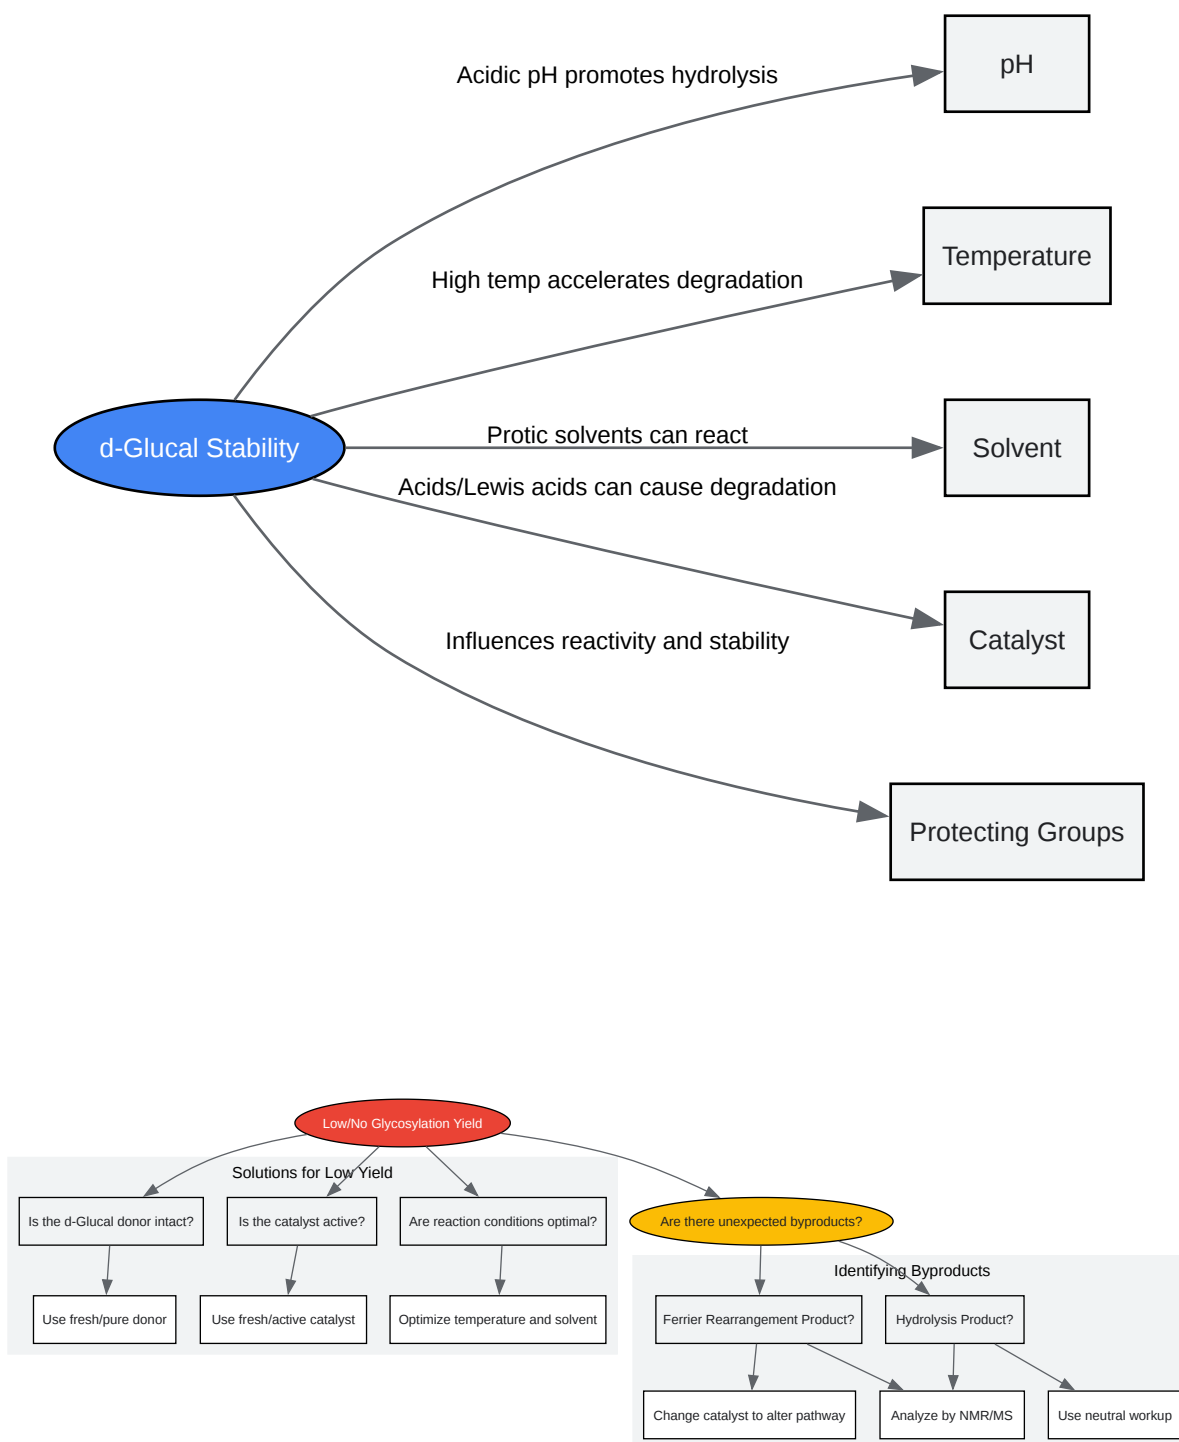 Acidic pH promotes hydrolysis
pH
High temp accelerates degradation
Temperature
d-Glucal Stability
Protic solvents can react
Solvent
Acids/Lewis acids can cause degradation
Catalyst
Influences reactivity and stability
Protecting Groups
Low/No Glycosylation Yield
Solutions for Low Yield
Is the d-Glucal donor intact?
Is the catalyst active?
Are reaction conditions optimal?
Are there unexpected byproducts?
Use fresh/pure donor
Use fresh/active catalyst
Optimize temperature and solvent
Identifying Byproducts
Ferrier Rearrangement Product?
Hydrolysis Product?
Change catalyst to alter pathway
Analyze by NMR/MS
Use neutral workup